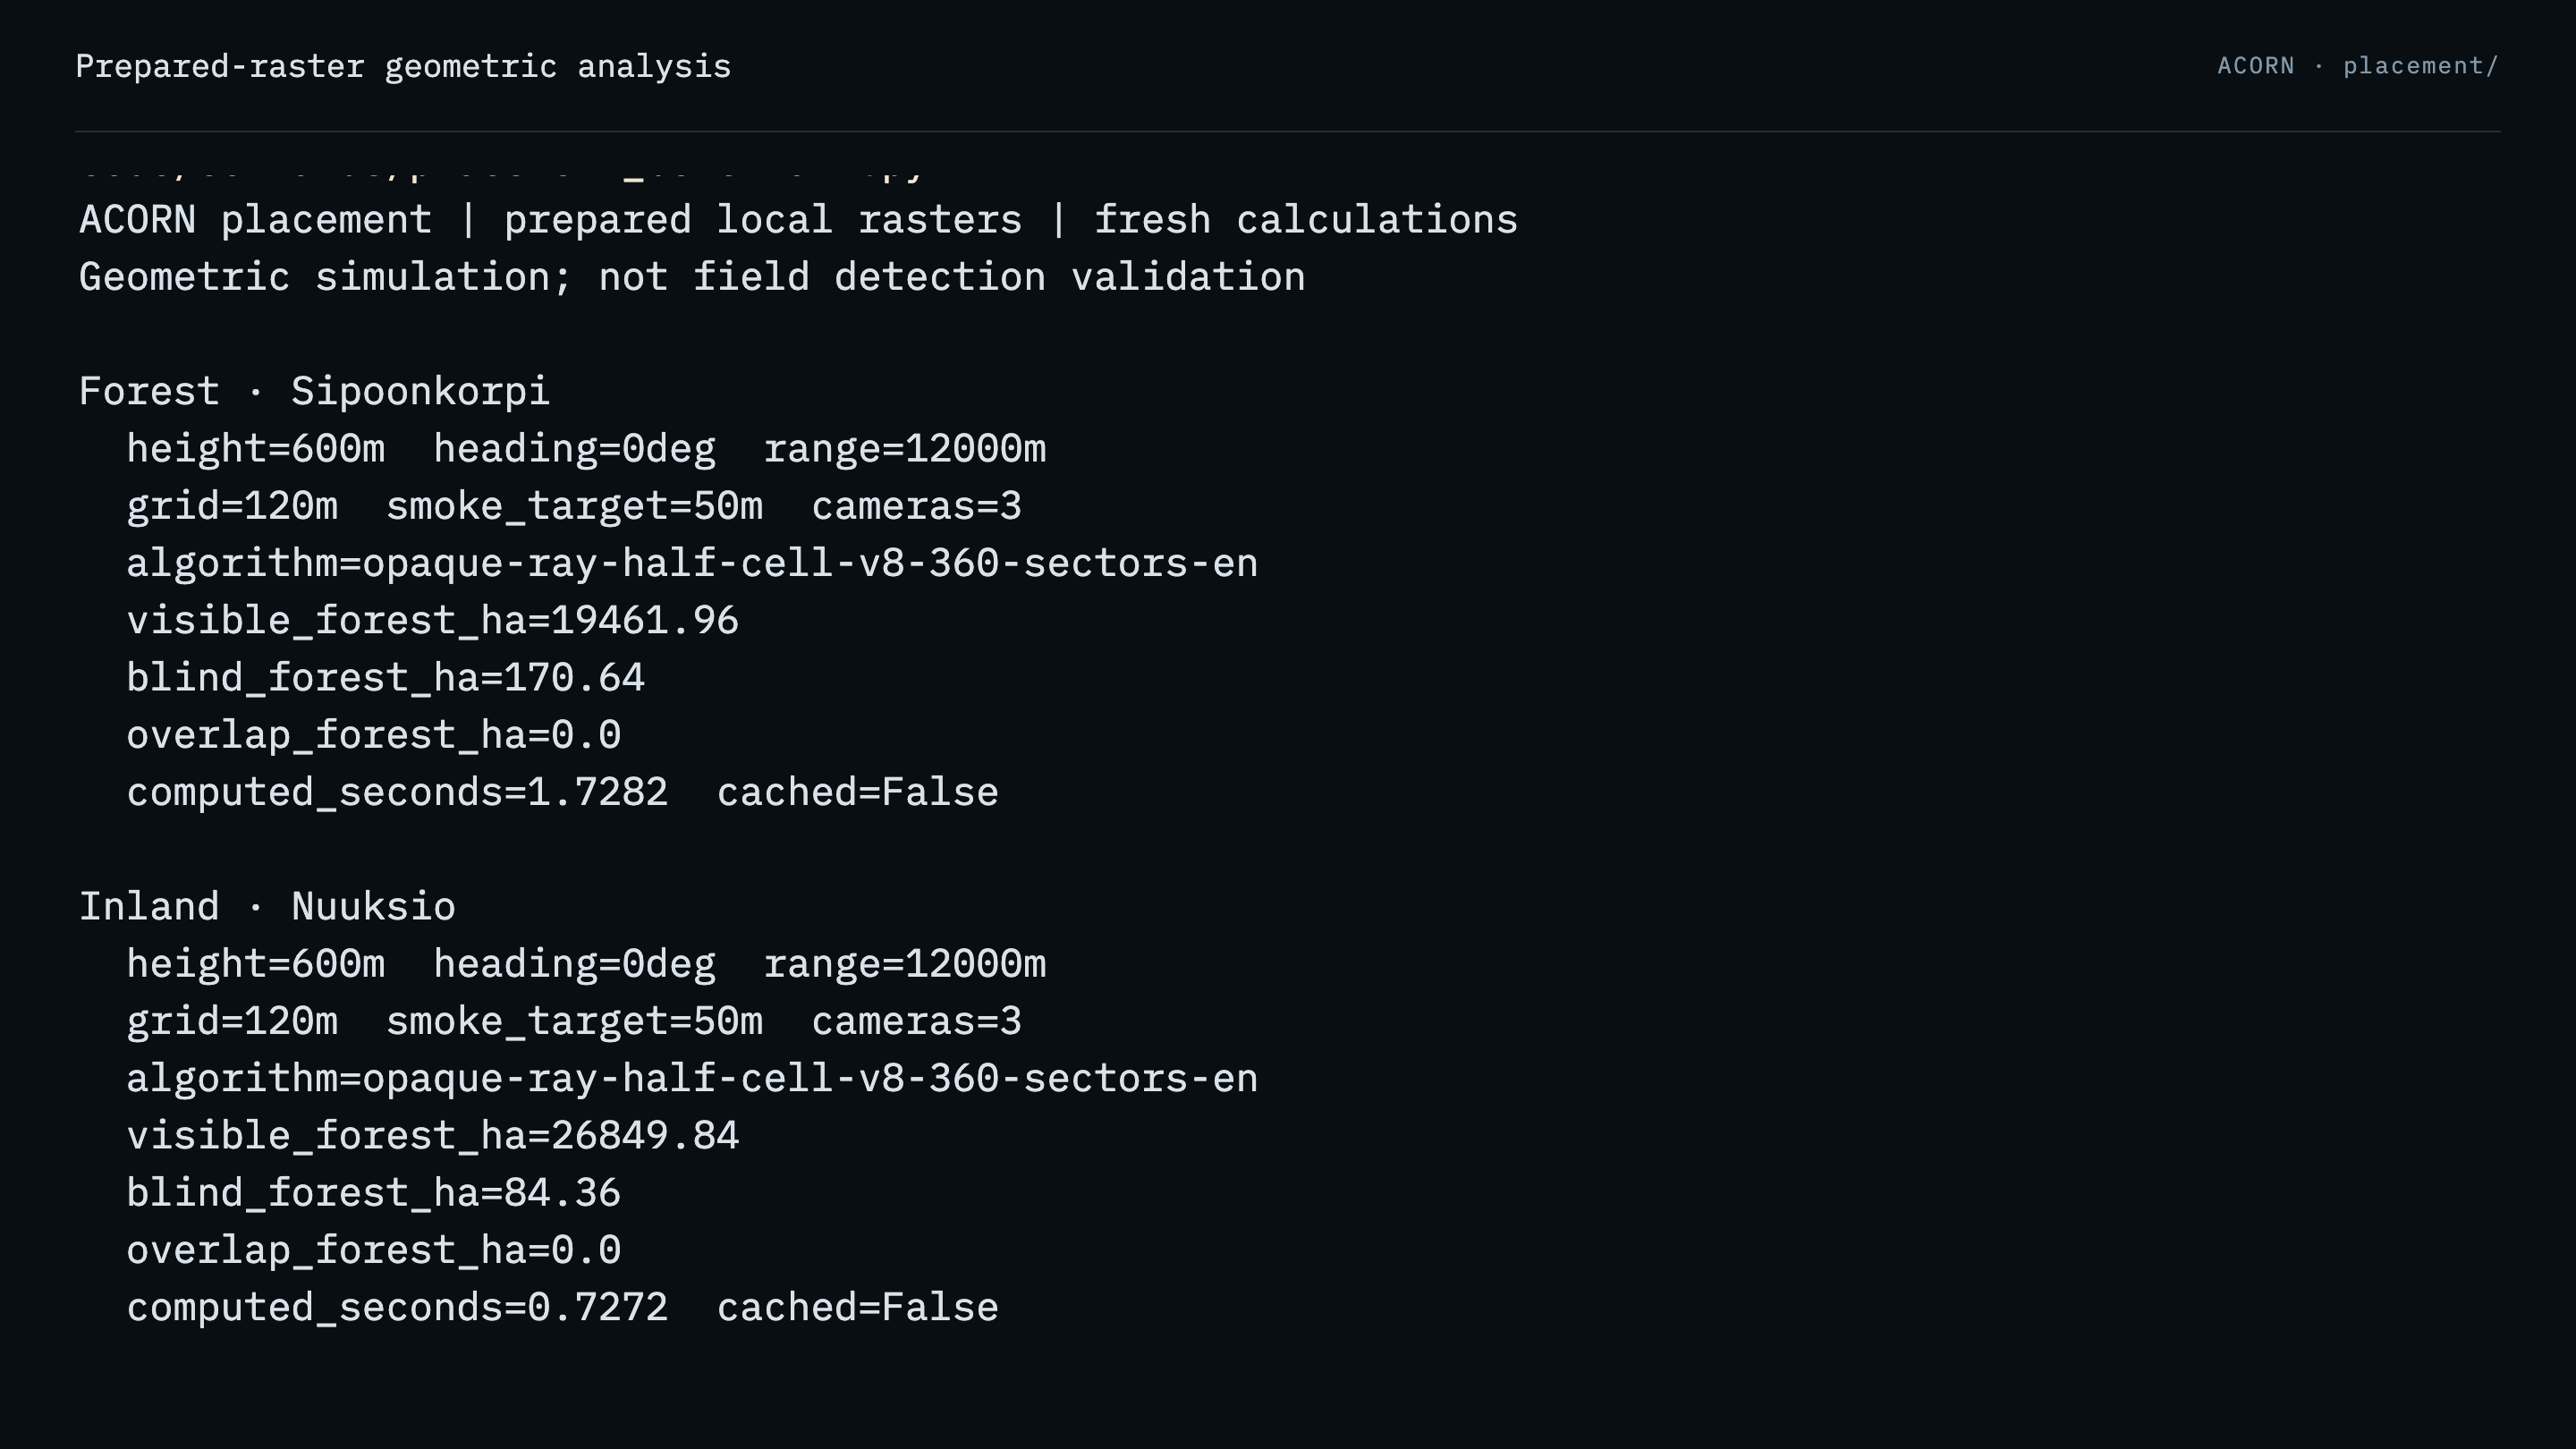 Prepared-raster geometric analysis
ACORN · placement/
ACORN placement | prepared local rasters | fresh calculations
Geometric simulation; not field detection validation
Forest · Sipoonkorpi
height=600m heading=0deg range=12000m
grid=120m smoke_target=50m cameras=3
algorithm=opaque-ray-half-cell-v8-360-sectors-en
visible_forest_ha=19461.96
blind_forest_ha=170.64
overlap_forest_ha=0.0
computed_seconds=1.7282 cached=False
Inland · Nuuksio
height=600m heading=0deg range=12000m
grid=120m smoke_target=50m cameras=3
algorithm=opaque-ray-half-cell-v8-360-sectors-en
visible_forest_ha=26849.84
blind_forest_ha=84.36
overlap_forest_ha=0.0
computed_seconds=0.7272 cached=False